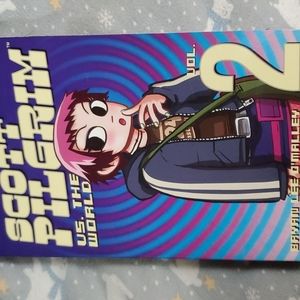 SCOTT
PILGRIM
VS. THE
WORLD
VOL.
2
BRYAN LEE O'MALLEY